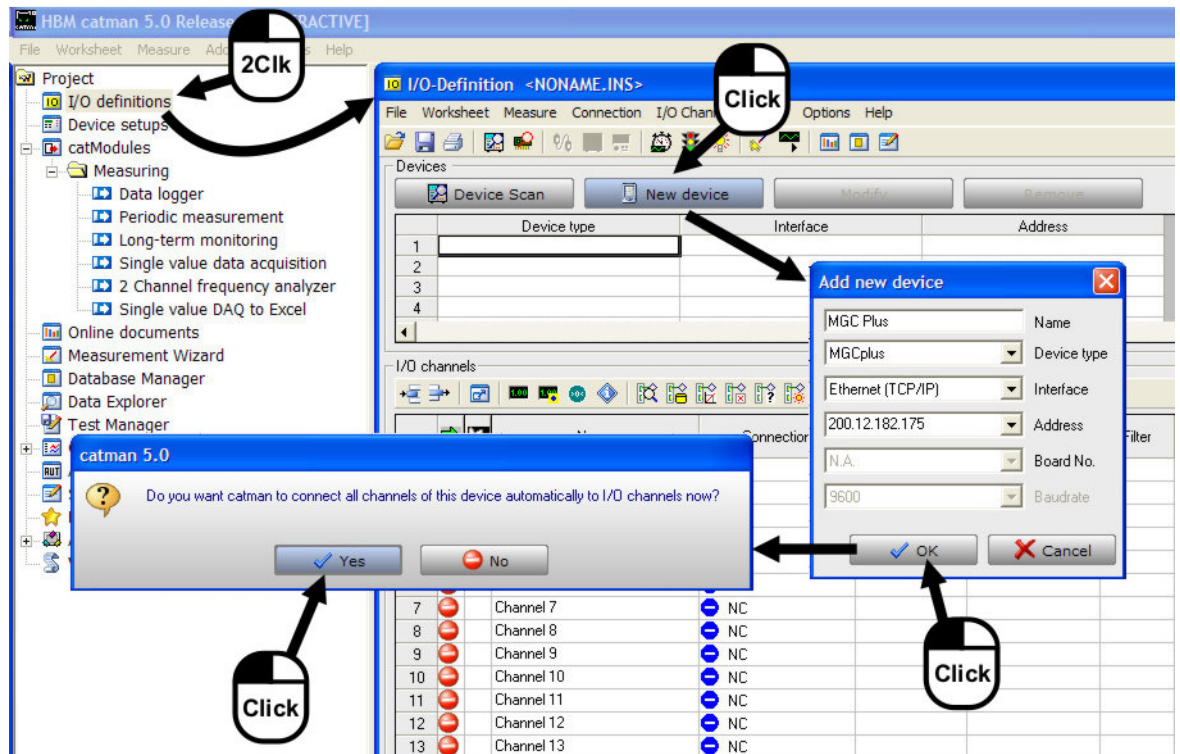 HBM catman 5.0 Release RACTIVE]
File Worksheet Measure Help
2Clk
Project
I/O definitions
Device setups
catModules
Measuring
Data logger
Periodic measurement
Long-term monitoring
Single value data acquisition
2 Channel frequency analyzer
Single value DAQ to Excel
Online documents
Measurement Wizard
Database Manager
Data Explorer
Test Manager
I/O-Definition <NONAME.INS>
Click
File Worksheet Measure Connection I/O Options Help
Devices
Device Scan New device Modify Remove
Device type Interface Address
1
2
3
4
Add new device
MGC Plus Name
MGCplus Device type
Ethernet (TCP/IP) Interface
200.12.182.175 Address
N.A. Board No.
9600 Baudrate
OK Cancel
Click
I/O channels
Connection Filter
catman 5.0
Do you want catman to connect all channels of this device automatically to I/O channels now?
Yes No
Click
7 Channel 7 NC
8 Channel 8 NC
9 Channel 9 NC
10 Channel 10 NC
11 Channel 11 NC
12 Channel 12 NC
13 Channel 13 NC